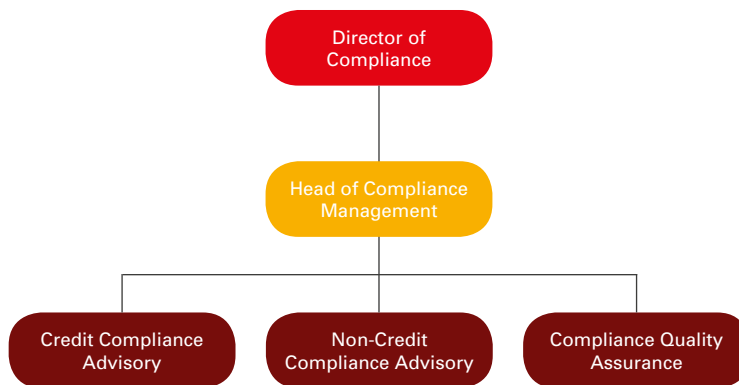 Director of
Compliance
Head of Compliance
Management
Credit Compliance
Advisory
Non-Credit
Compliance Advisory
Compliance Quality
Assurance